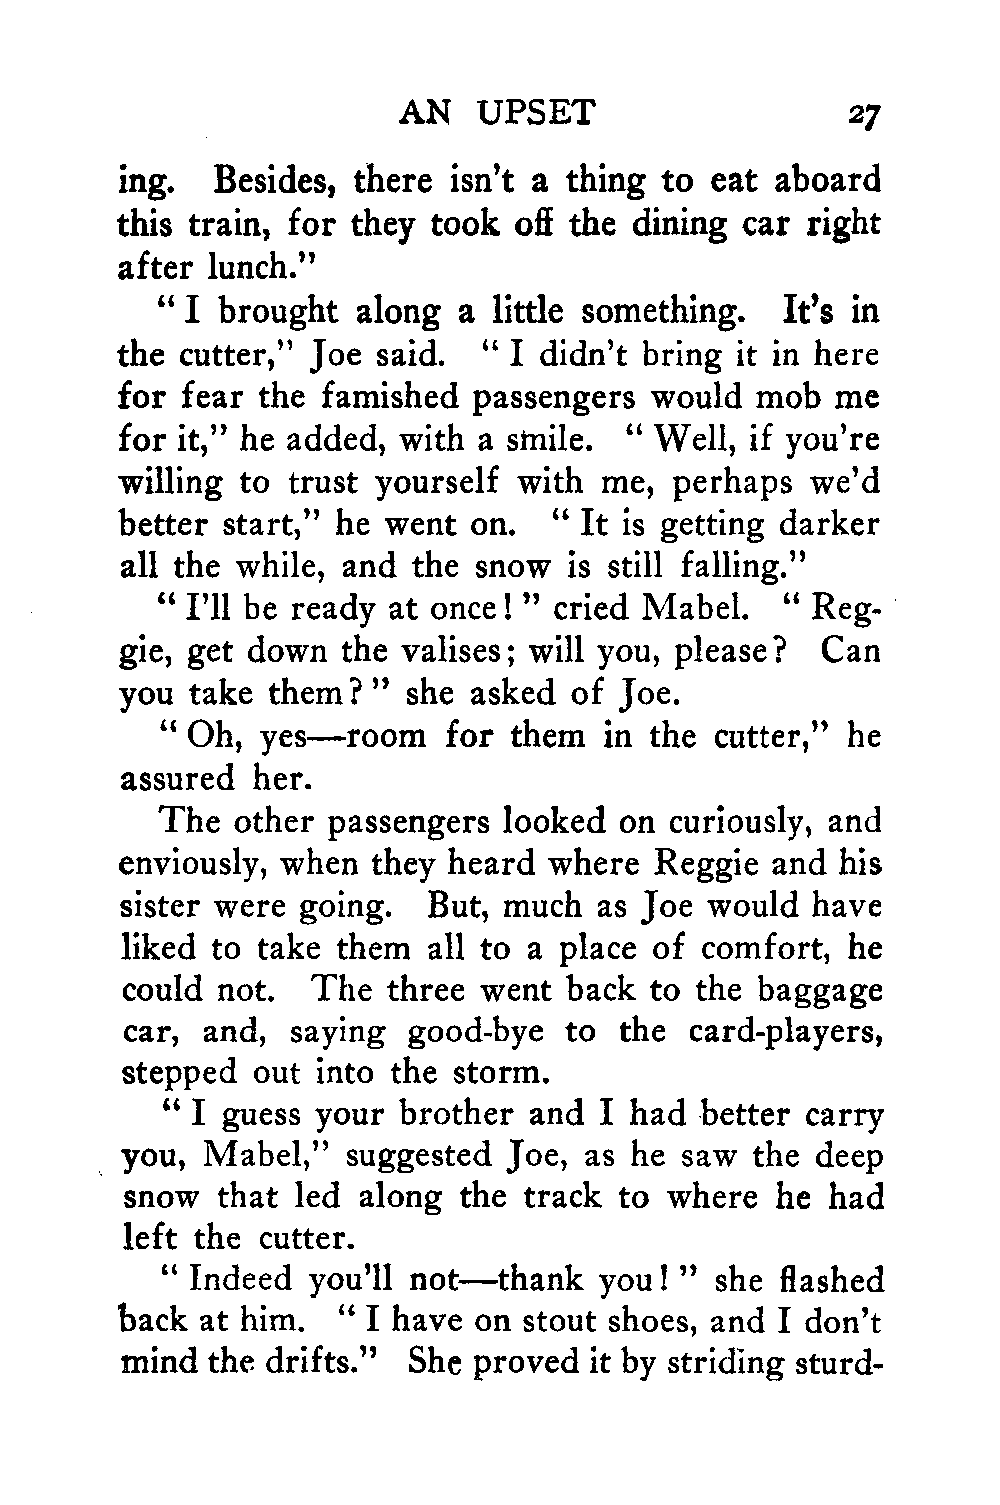 AN UPSET 27
ing. Besides, there isn't a thing to eat aboard
this train, for they took off the dining car right
after lunch."
" I brought along a little something. It's in
the cutter," Joe said. " I didn't bring it in here
for fear the famished passengers would mob me
for it," he added, with a smile. " Well, if you're
willing to trust yourself with me, perhaps we'd
better start," he went on. " It is getting darker
all the while, and the snow is still falling."
" I'll be ready at once! " cried Mabel. " Reg-
gie, get down the valises; will you, please? Can
you take them? " she asked of Joe.
" Oh, yes—room for them in the cutter," he
assured her.
The other passengers looked on curiously, and
enviously, when they heard where Reggie and his
sister were going. But, much as Joe would have
liked to take them all to a place of comfort, he
could not. The three went back to the baggage
car, and, saying good-bye to the card-players,
stepped out into the storm.
" I guess your brother and I had better carry
you, Mabel," suggested Joe, as he saw the deep
snow that led along the track to where he had
left the cutter.
" Indeed you'll not—thank you! " she flashed
back at him. " I have on stout shoes, and I don't
mind the drifts." She proved it by striding sturd-